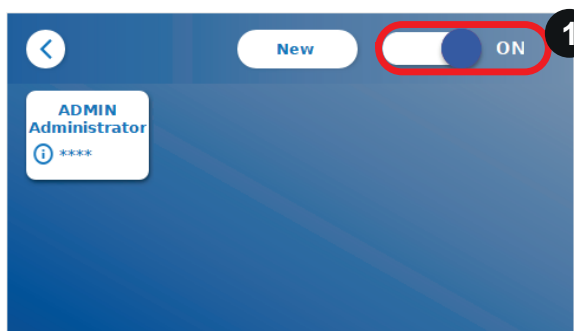 New
ON
1
ADMIN
Administrator
i ****